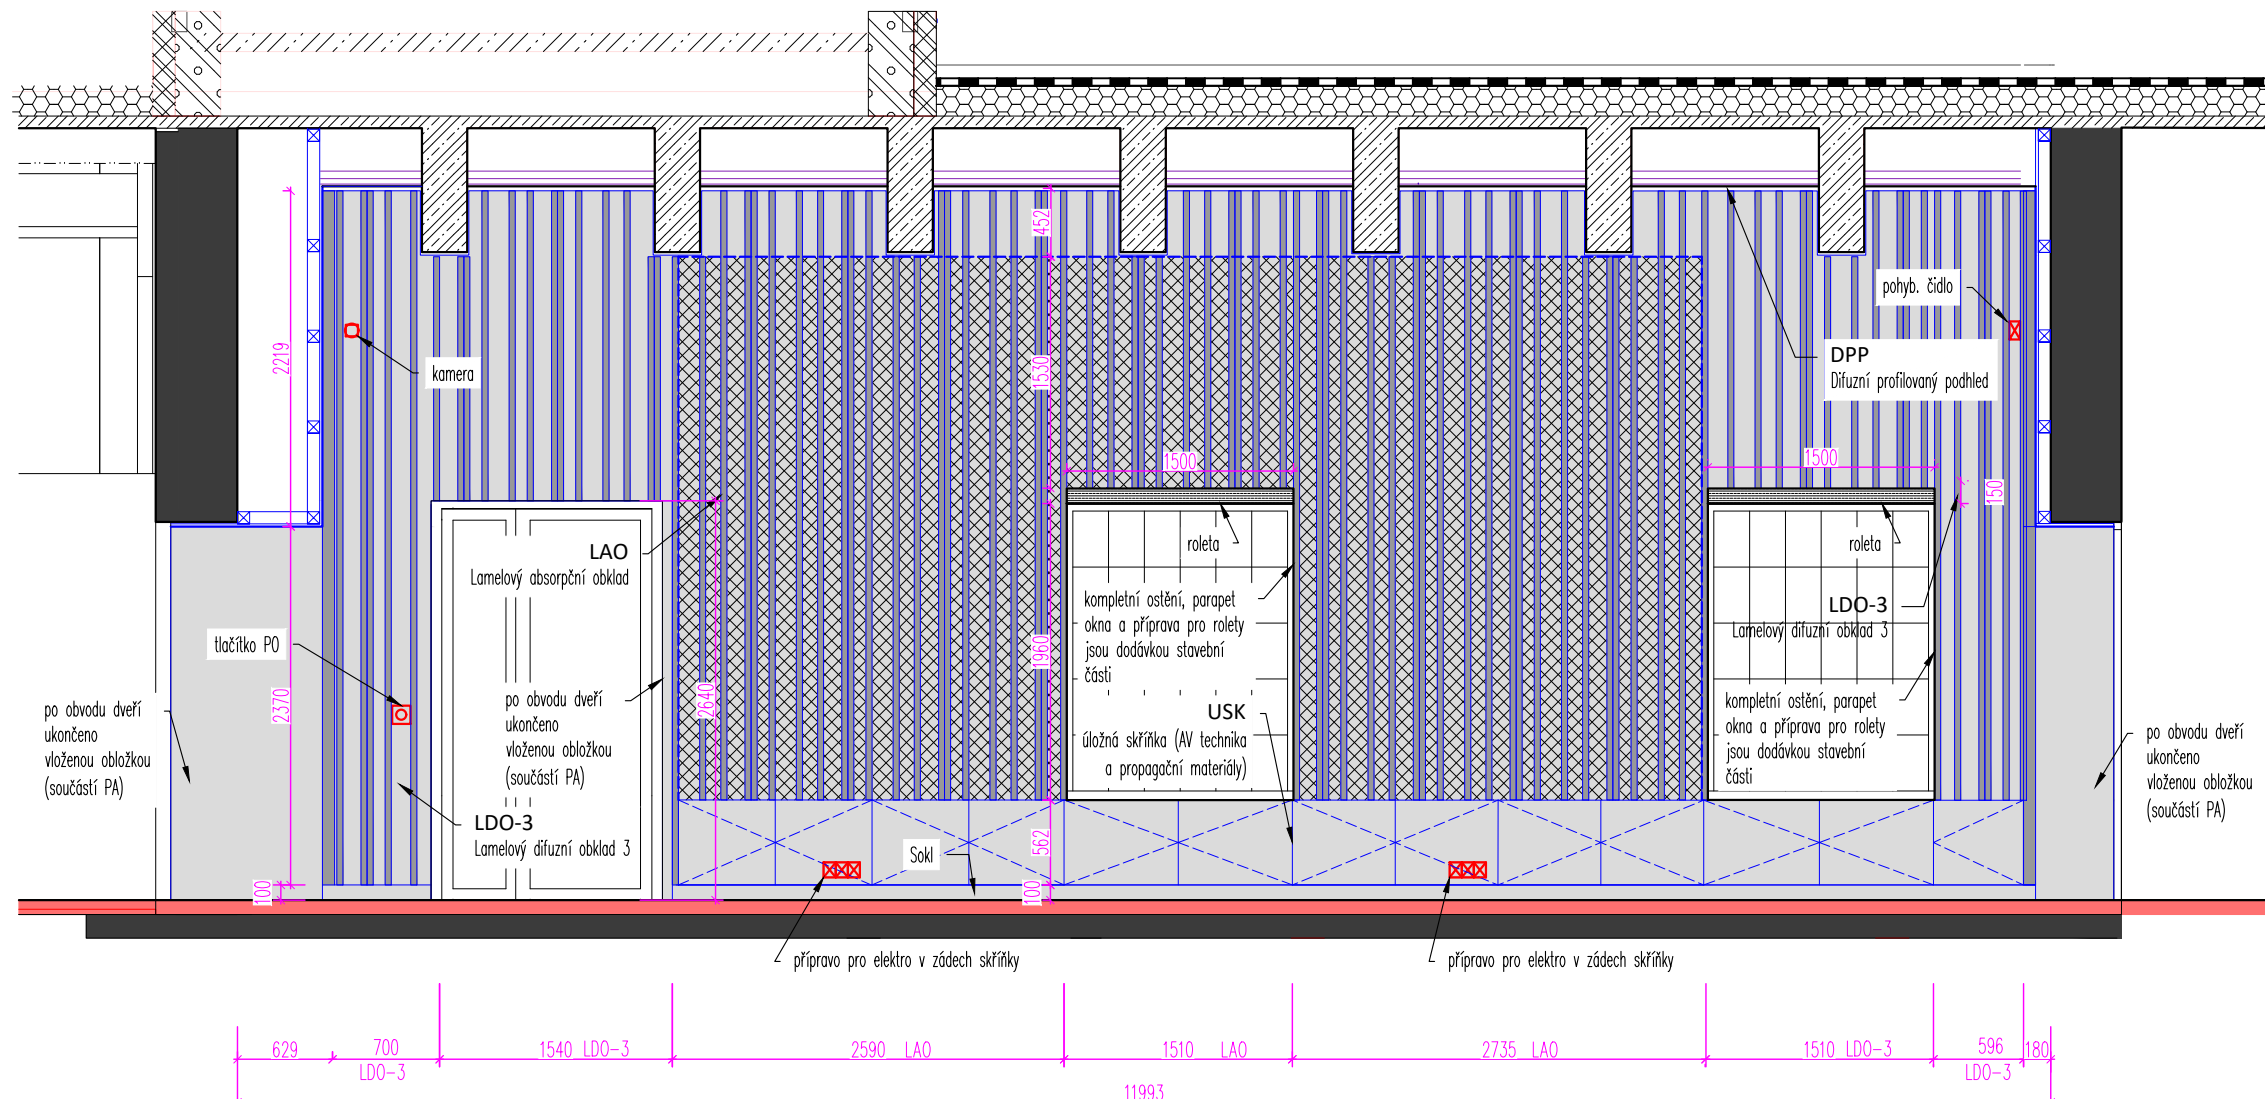 452
pohyb. čidlo
2219
kamera
1530
DPP
Difuzní profilovaný podhled
1500
1500
150
roleta
roleta
LAO
Lamelový absorpční obklad
kompletní ostění, parapet
okna a příprava pro rolety
jsou dodávkou stavební
části
LDO-3
Lamelový difuzní obklad 3
tlačítko PO
1960
2640
2370
po obvodu dveří
ukončeno
vloženou obložkou
(součástí PA)
po obvodu dveří
ukončeno
vloženou obložkou
(součástí PA)
USK
úložná skříňka (AV technika
a propagační materiály)
kompletní ostění, parapet
okna a příprava pro rolety
jsou dodávkou stavební
části
po obvodu dveří
ukončeno
vloženou obložkou
(součástí PA)
LDO-3
Lamelový difuzní obklad 3
Sokl
562
100
100
přípravo pro elektro v zádech skříňky
přípravo pro elektro v zádech skříňky
629
700
LDO-3
1540 LDO-3
2590 LAO
1510 LAO
2735 LAO
1510 LDO-3
596
LDO-3
180
11993